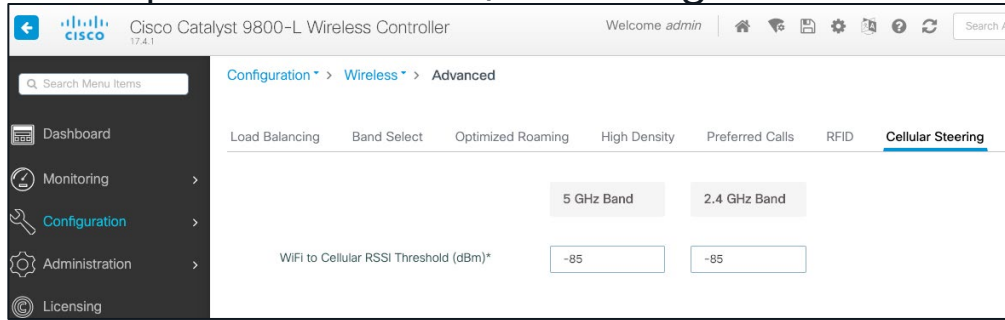 cisco Cisco Catalyst 9800-L Wireless Controller Welcome admin Search
17.4.1
Search Menu Items
Configuration > Wireless > Advanced
Dashboard
Load Balancing Band Select Optimized Roaming High Density Preferred Calls RFID Cellular Steering
Monitoring
5 GHz Band 2.4 GHz Band
Configuration
WiFi to Cellular RSSI Threshold (dBm)* -85 -85
Administration
Licensing